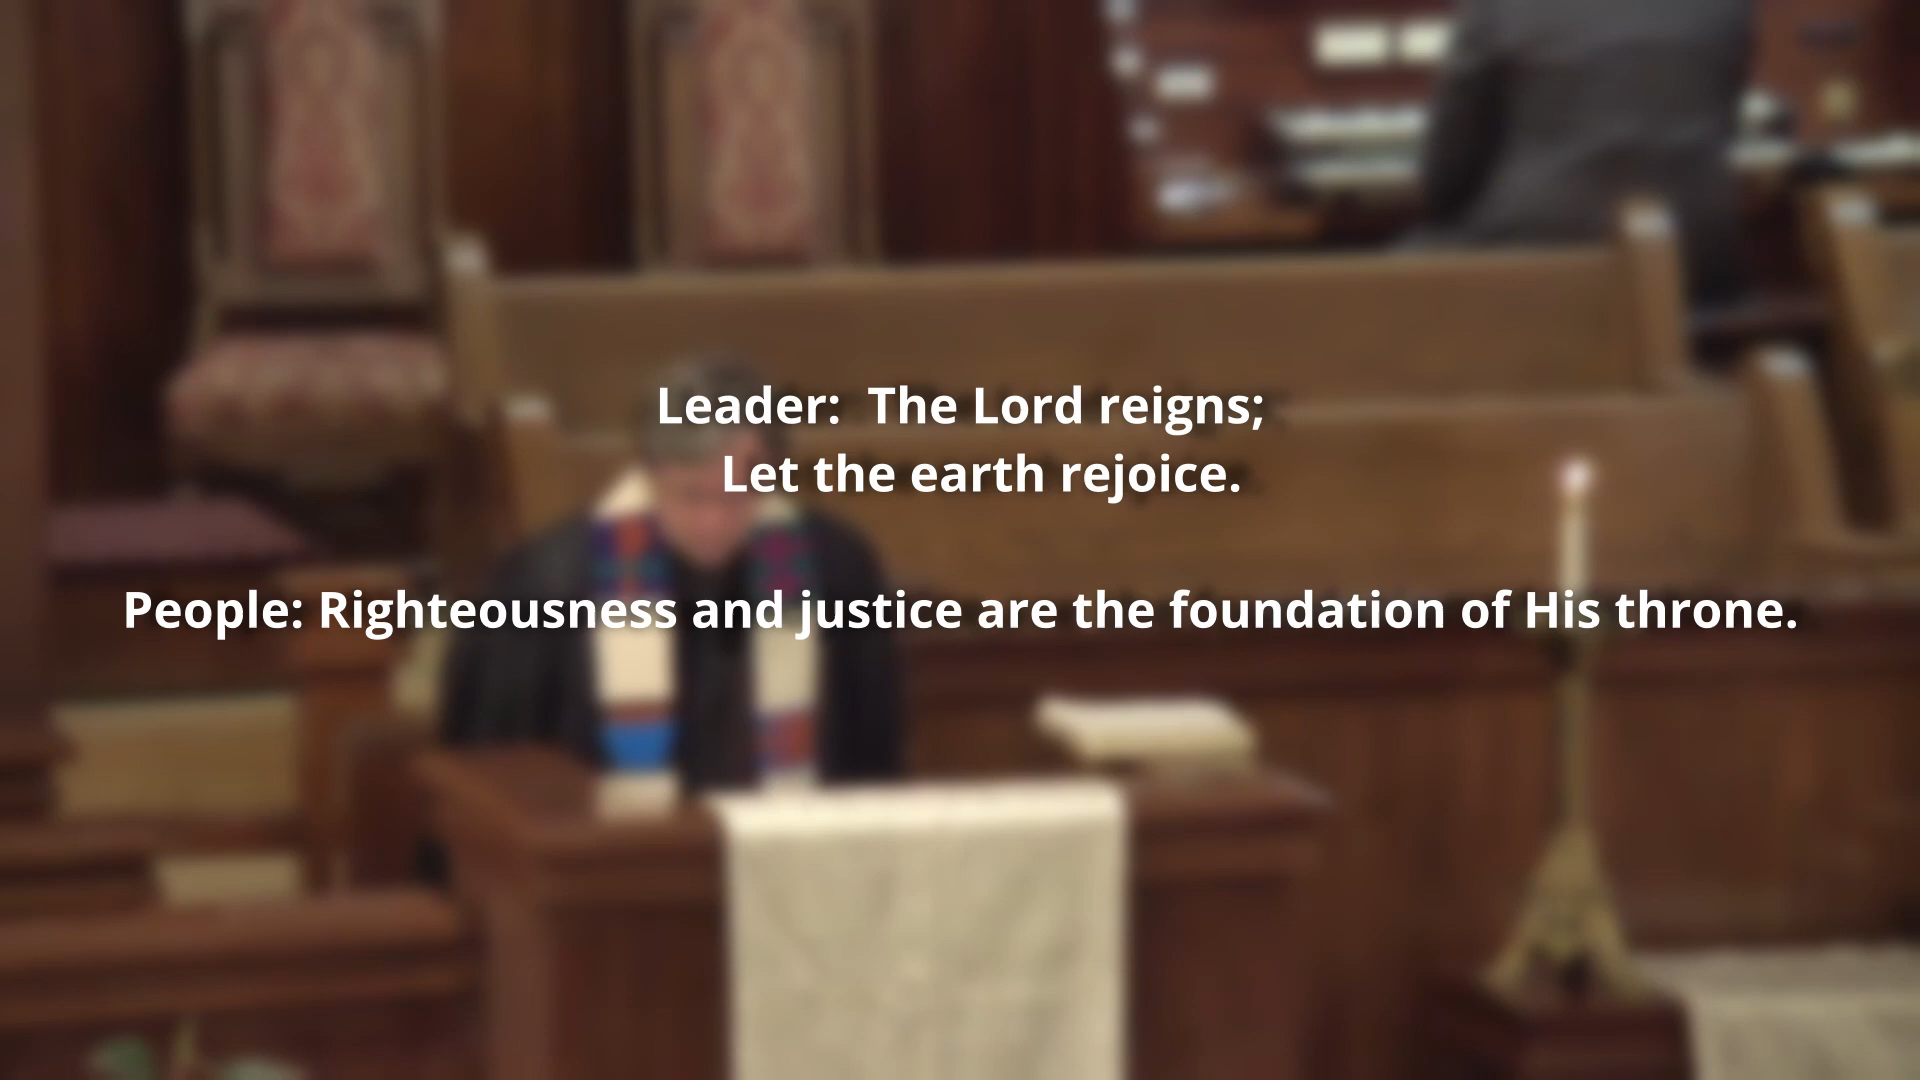 Leader:  The Lord reigns;
Let the earth rejoice.
People: Righteousness and justice are the foundation of His throne.